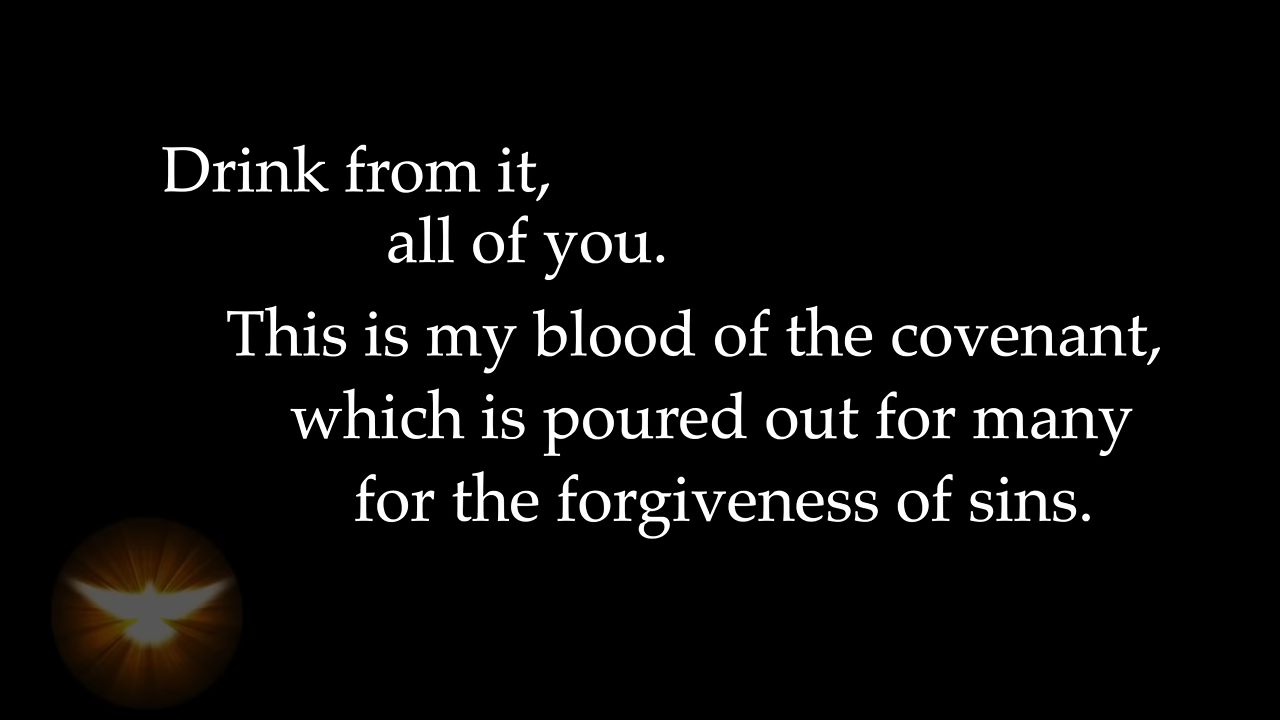 Drink from it,
all of you.
This is my blood of the covenant,
which is poured out for many
for the forgiveness of sins.